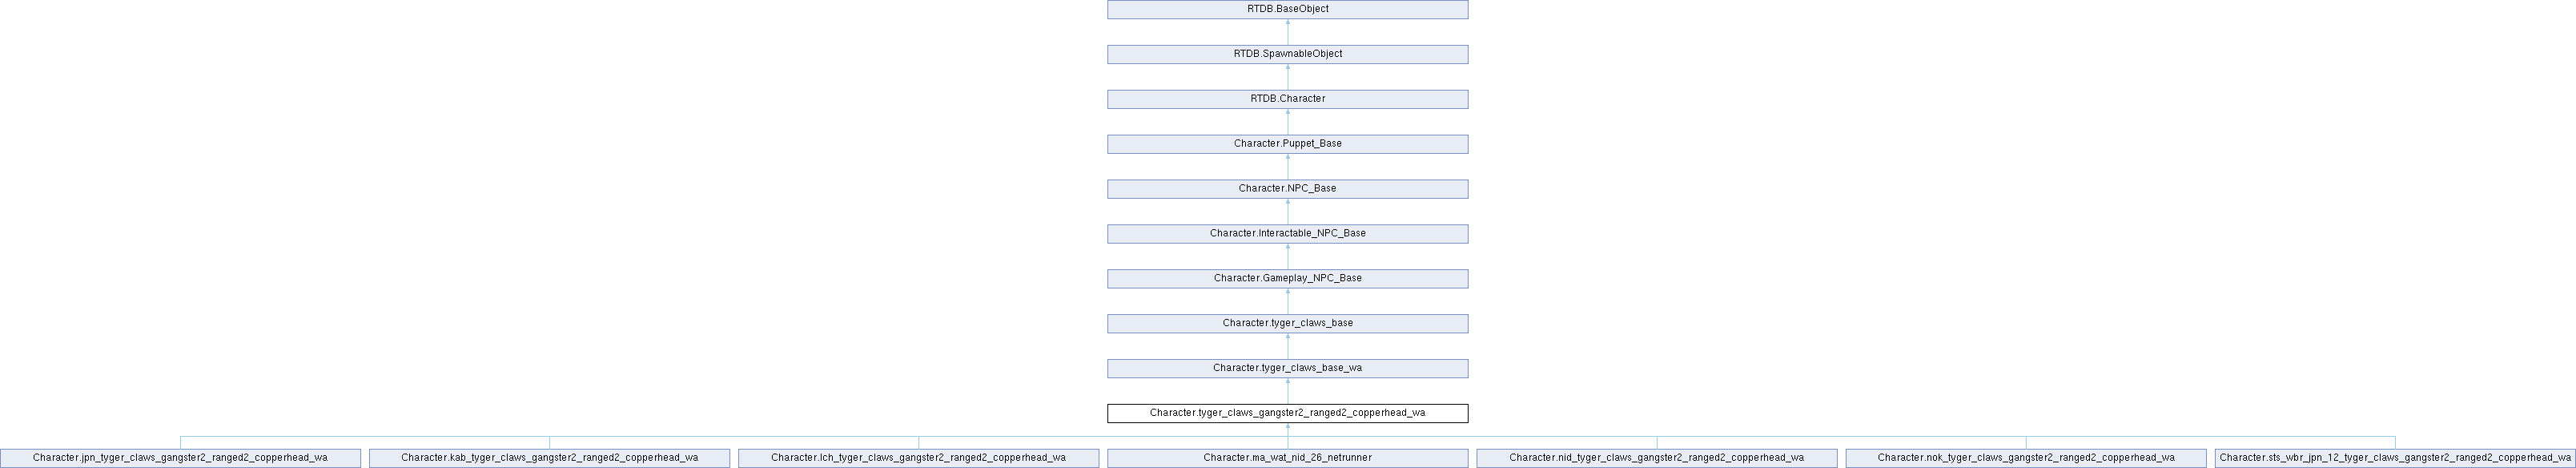 RTDB.BaseObject
RTDB.SpawnableObject
RTDB.Character
Character.Puppet_Base
Character.NPC_Base
Character.Interactable_NPC_Base
Character.Gameplay_NPC_Base
Character.tyger_claws_base
Character.tyger_claws_base_wa
Character.tyger_claws_gangster2_ranged2_copperhead_wa
Character.jpn_tyger_claws_gangster2_ranged2_copperhead_wa
Character.kab_tyger_claws_gangster2_ranged2_copperhead_wa
Character.lch_tyger_claws_gangster2_ranged2_copperhead_wa
Character.ma_wat_nid_26_netrunner
Character.nid_tyger_claws_gangster2_ranged2_copperhead_wa
Character.nok_tyger_claws_gangster2_ranged2_copperhead_wa
Character.sts_wbr_jpn_12_tyger_claws_gangster2_ranged2_copperhead_wa